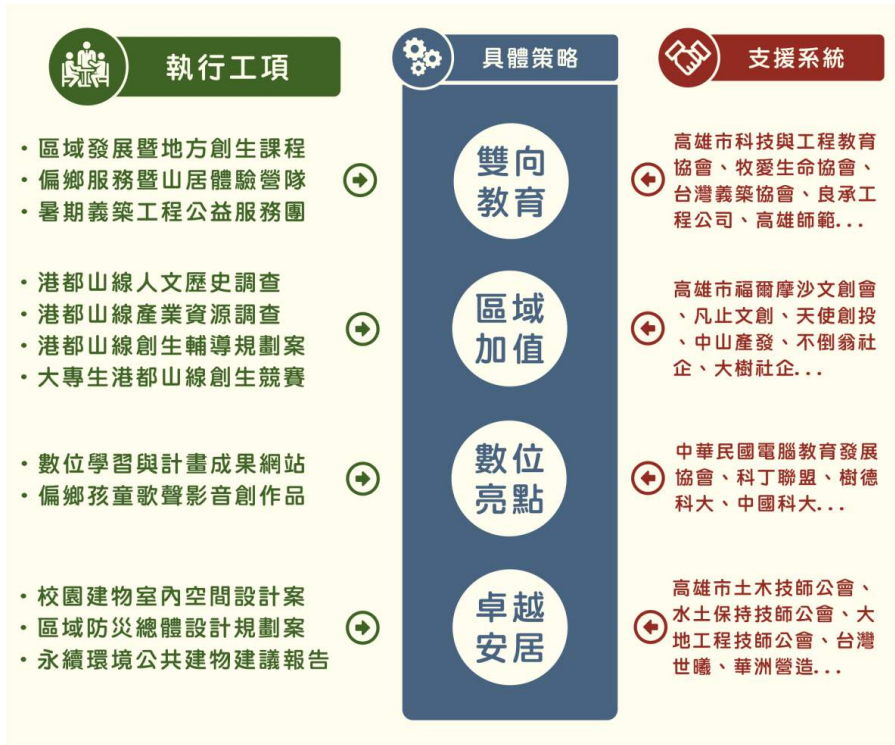 執行工項
具體策略
支援系統
・區域發展暨地方創生課程
・偏鄉服務暨山居體驗營隊
・暑期義築工程公益服務團
雙向
教育
高雄市科技與工程教育
協會、牧愛生命協會、
台灣義築協會、良承工
程公司、高雄師範...
・港都山線人文歷史調查
・港都山線產業資源調查
・港都山線創生輔導規劃案
・大專生港都山線創生競賽
區域
加值
高雄市福爾摩沙文創會
、凡止文創、天使創投
、中山產發、不倒翁社
企、大樹社企...
・數位學習與計畫成果網站
・偏鄉孩童歌聲影音創作品
數位
亮點
中華民國電腦教育發展
協會、科丁聯盟、樹德
科大、中國科大...
・校園建物室內空間設計案
・區域防災總體設計規劃案
・永續環境公共建物建議報告
卓越
安居
高雄市土木技師公會、
水土保持技師公會、大
地工程技師公會、台灣
世曦、華洲營造...